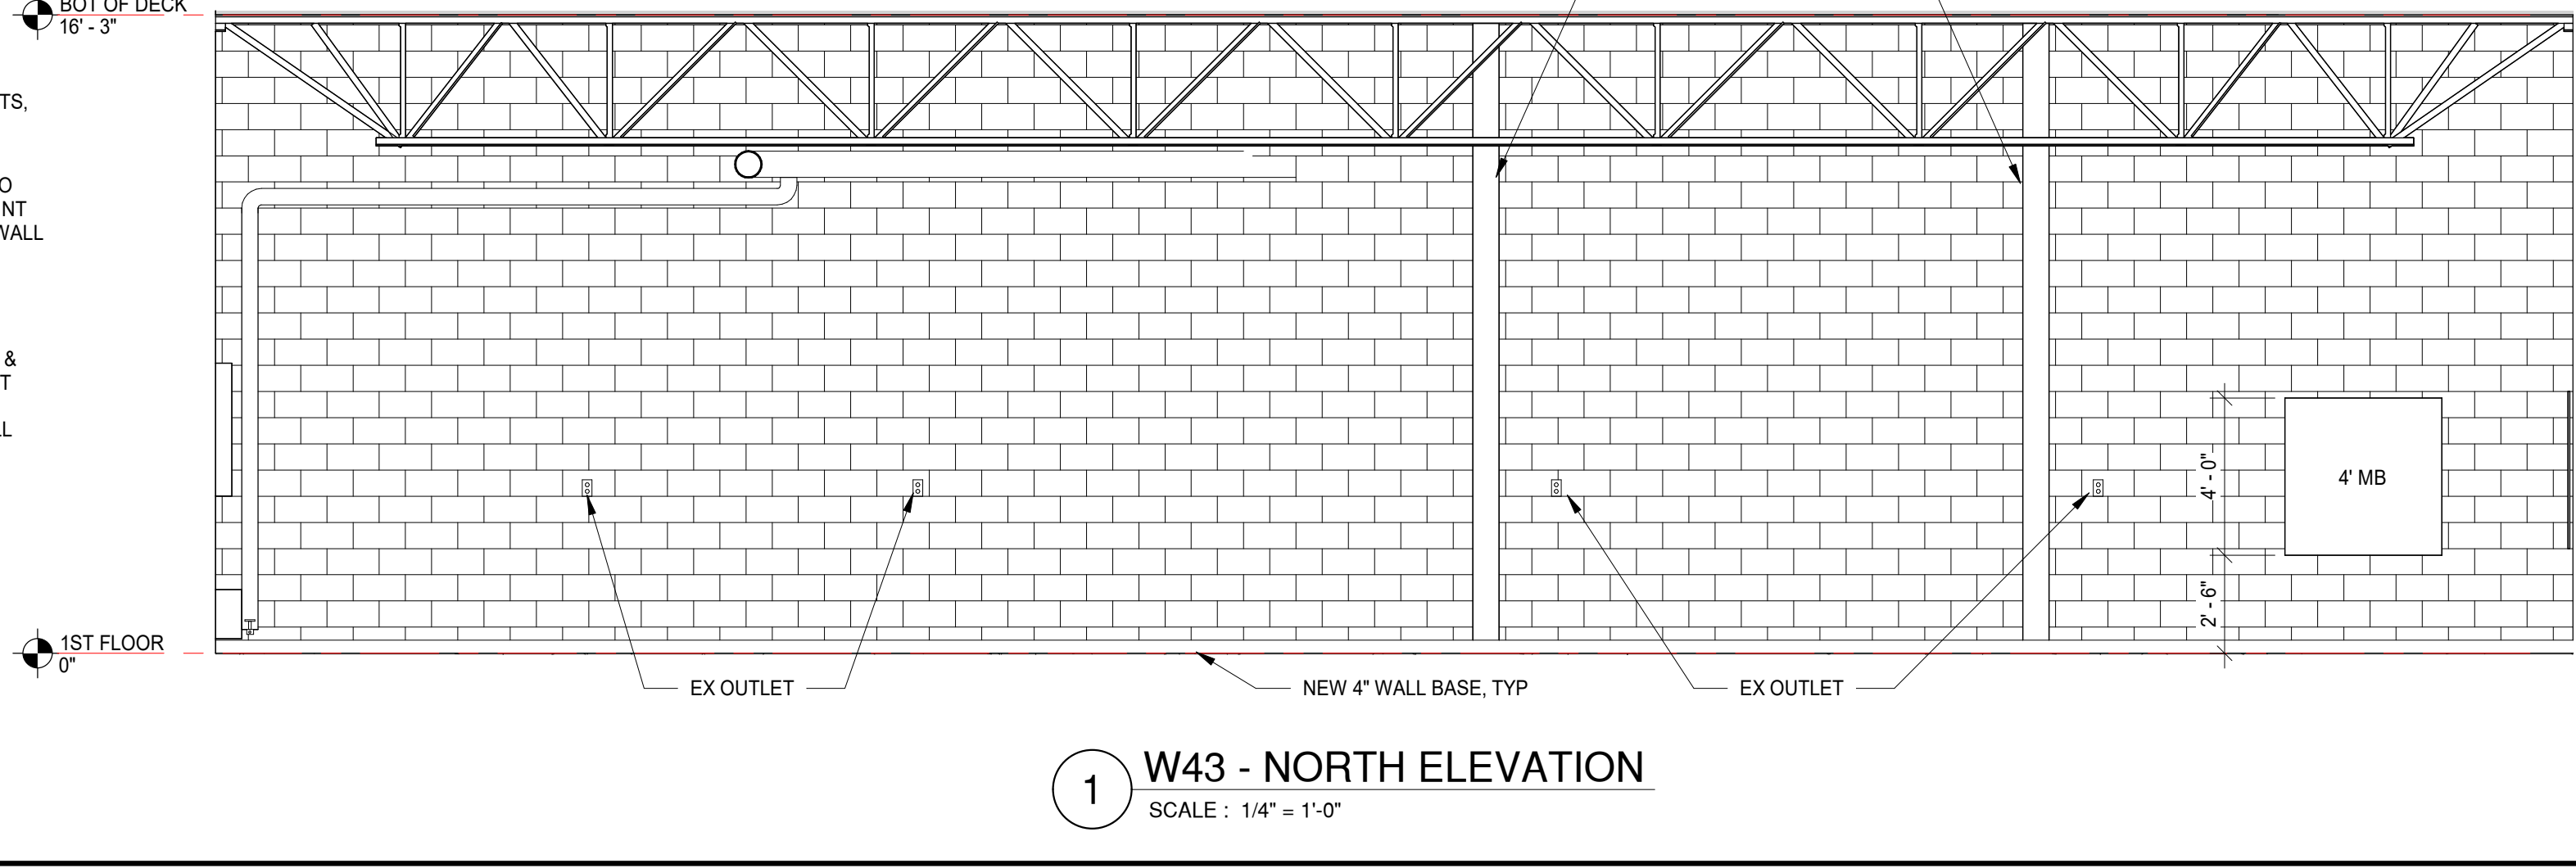 BOT OF DECK
16' - 3"
TS,
O
NT
WALL
&
T
1ST FLOOR
0"
4' - 0"
4' MB
2' - 6"
EX OUTLET
NEW 4" WALL BASE, TYP
EX OUTLET
1
W43 - NORTH ELEVATION
SCALE : 1/4" = 1'-0"